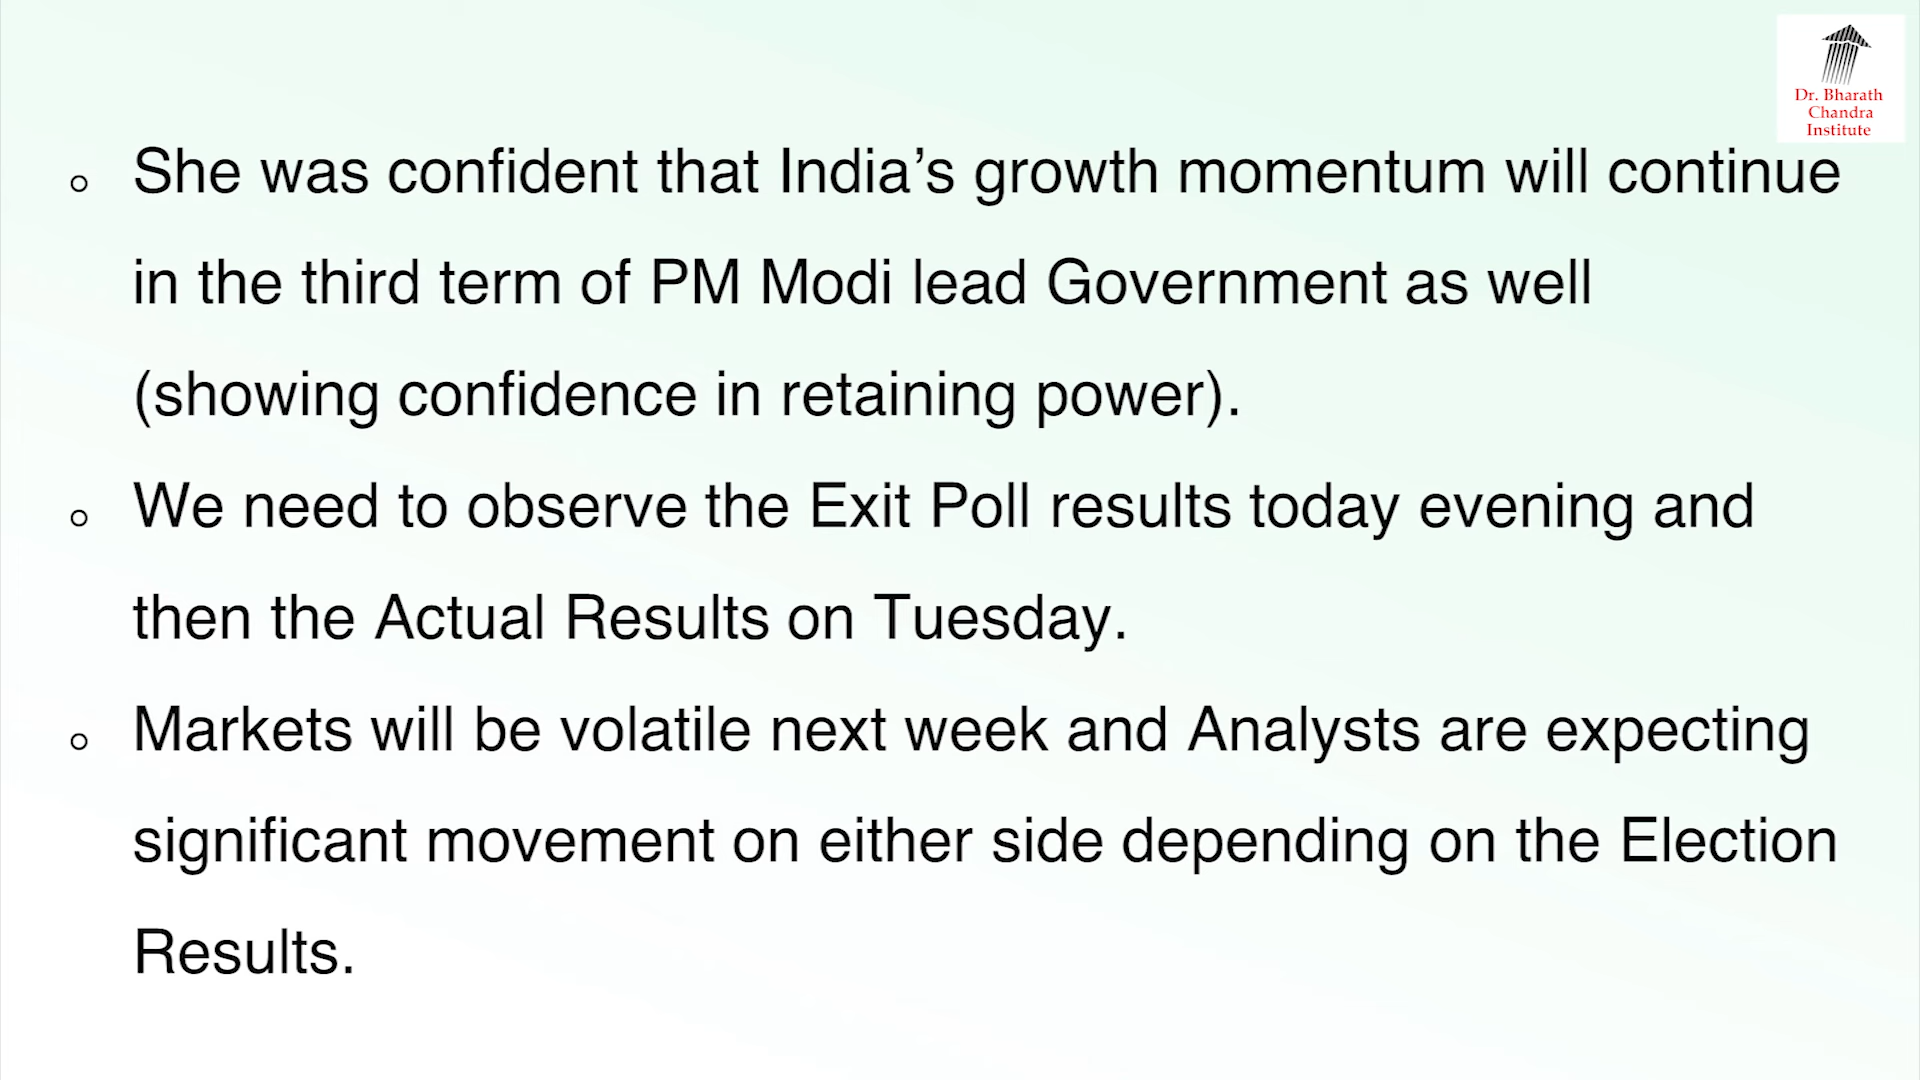 Dr. Bharath
Chandra
Institute
○ She was confident that India’s growth momentum will continue
in the third term of PM Modi lead Government as well
(showing confidence in retaining power).
○ We need to observe the Exit Poll results today evening and
then the Actual Results on Tuesday.
○ Markets will be volatile next week and Analysts are expecting
significant movement on either side depending on the Election
Results.